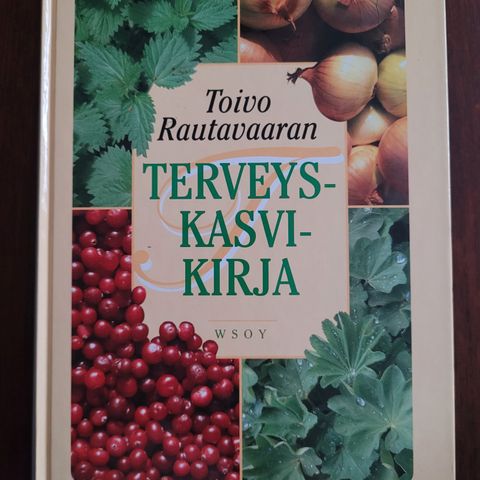 Toivo
Rautavaaran
TERVEYS-
KASVI-
KIRJA
WSOY